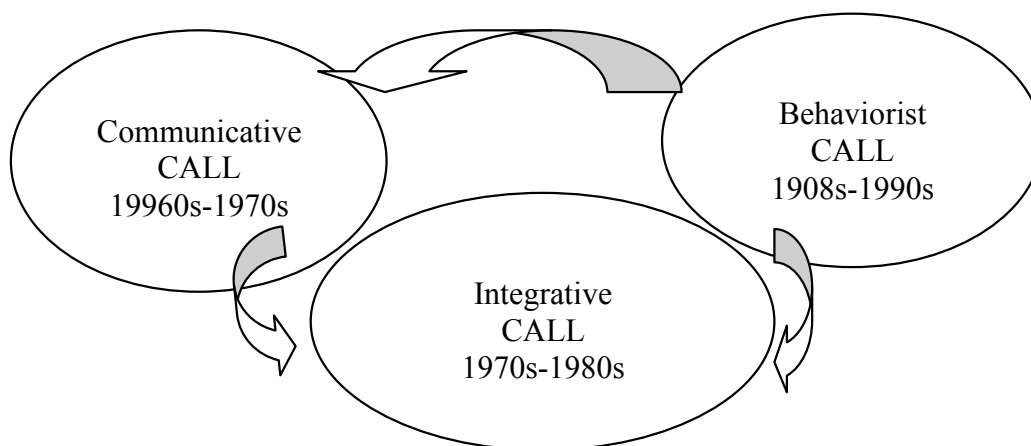 Communicative
CALL
19960s-1970s
Behaviorist
CALL
1908s-1990s
Integrative
CALL
1970s-1980s